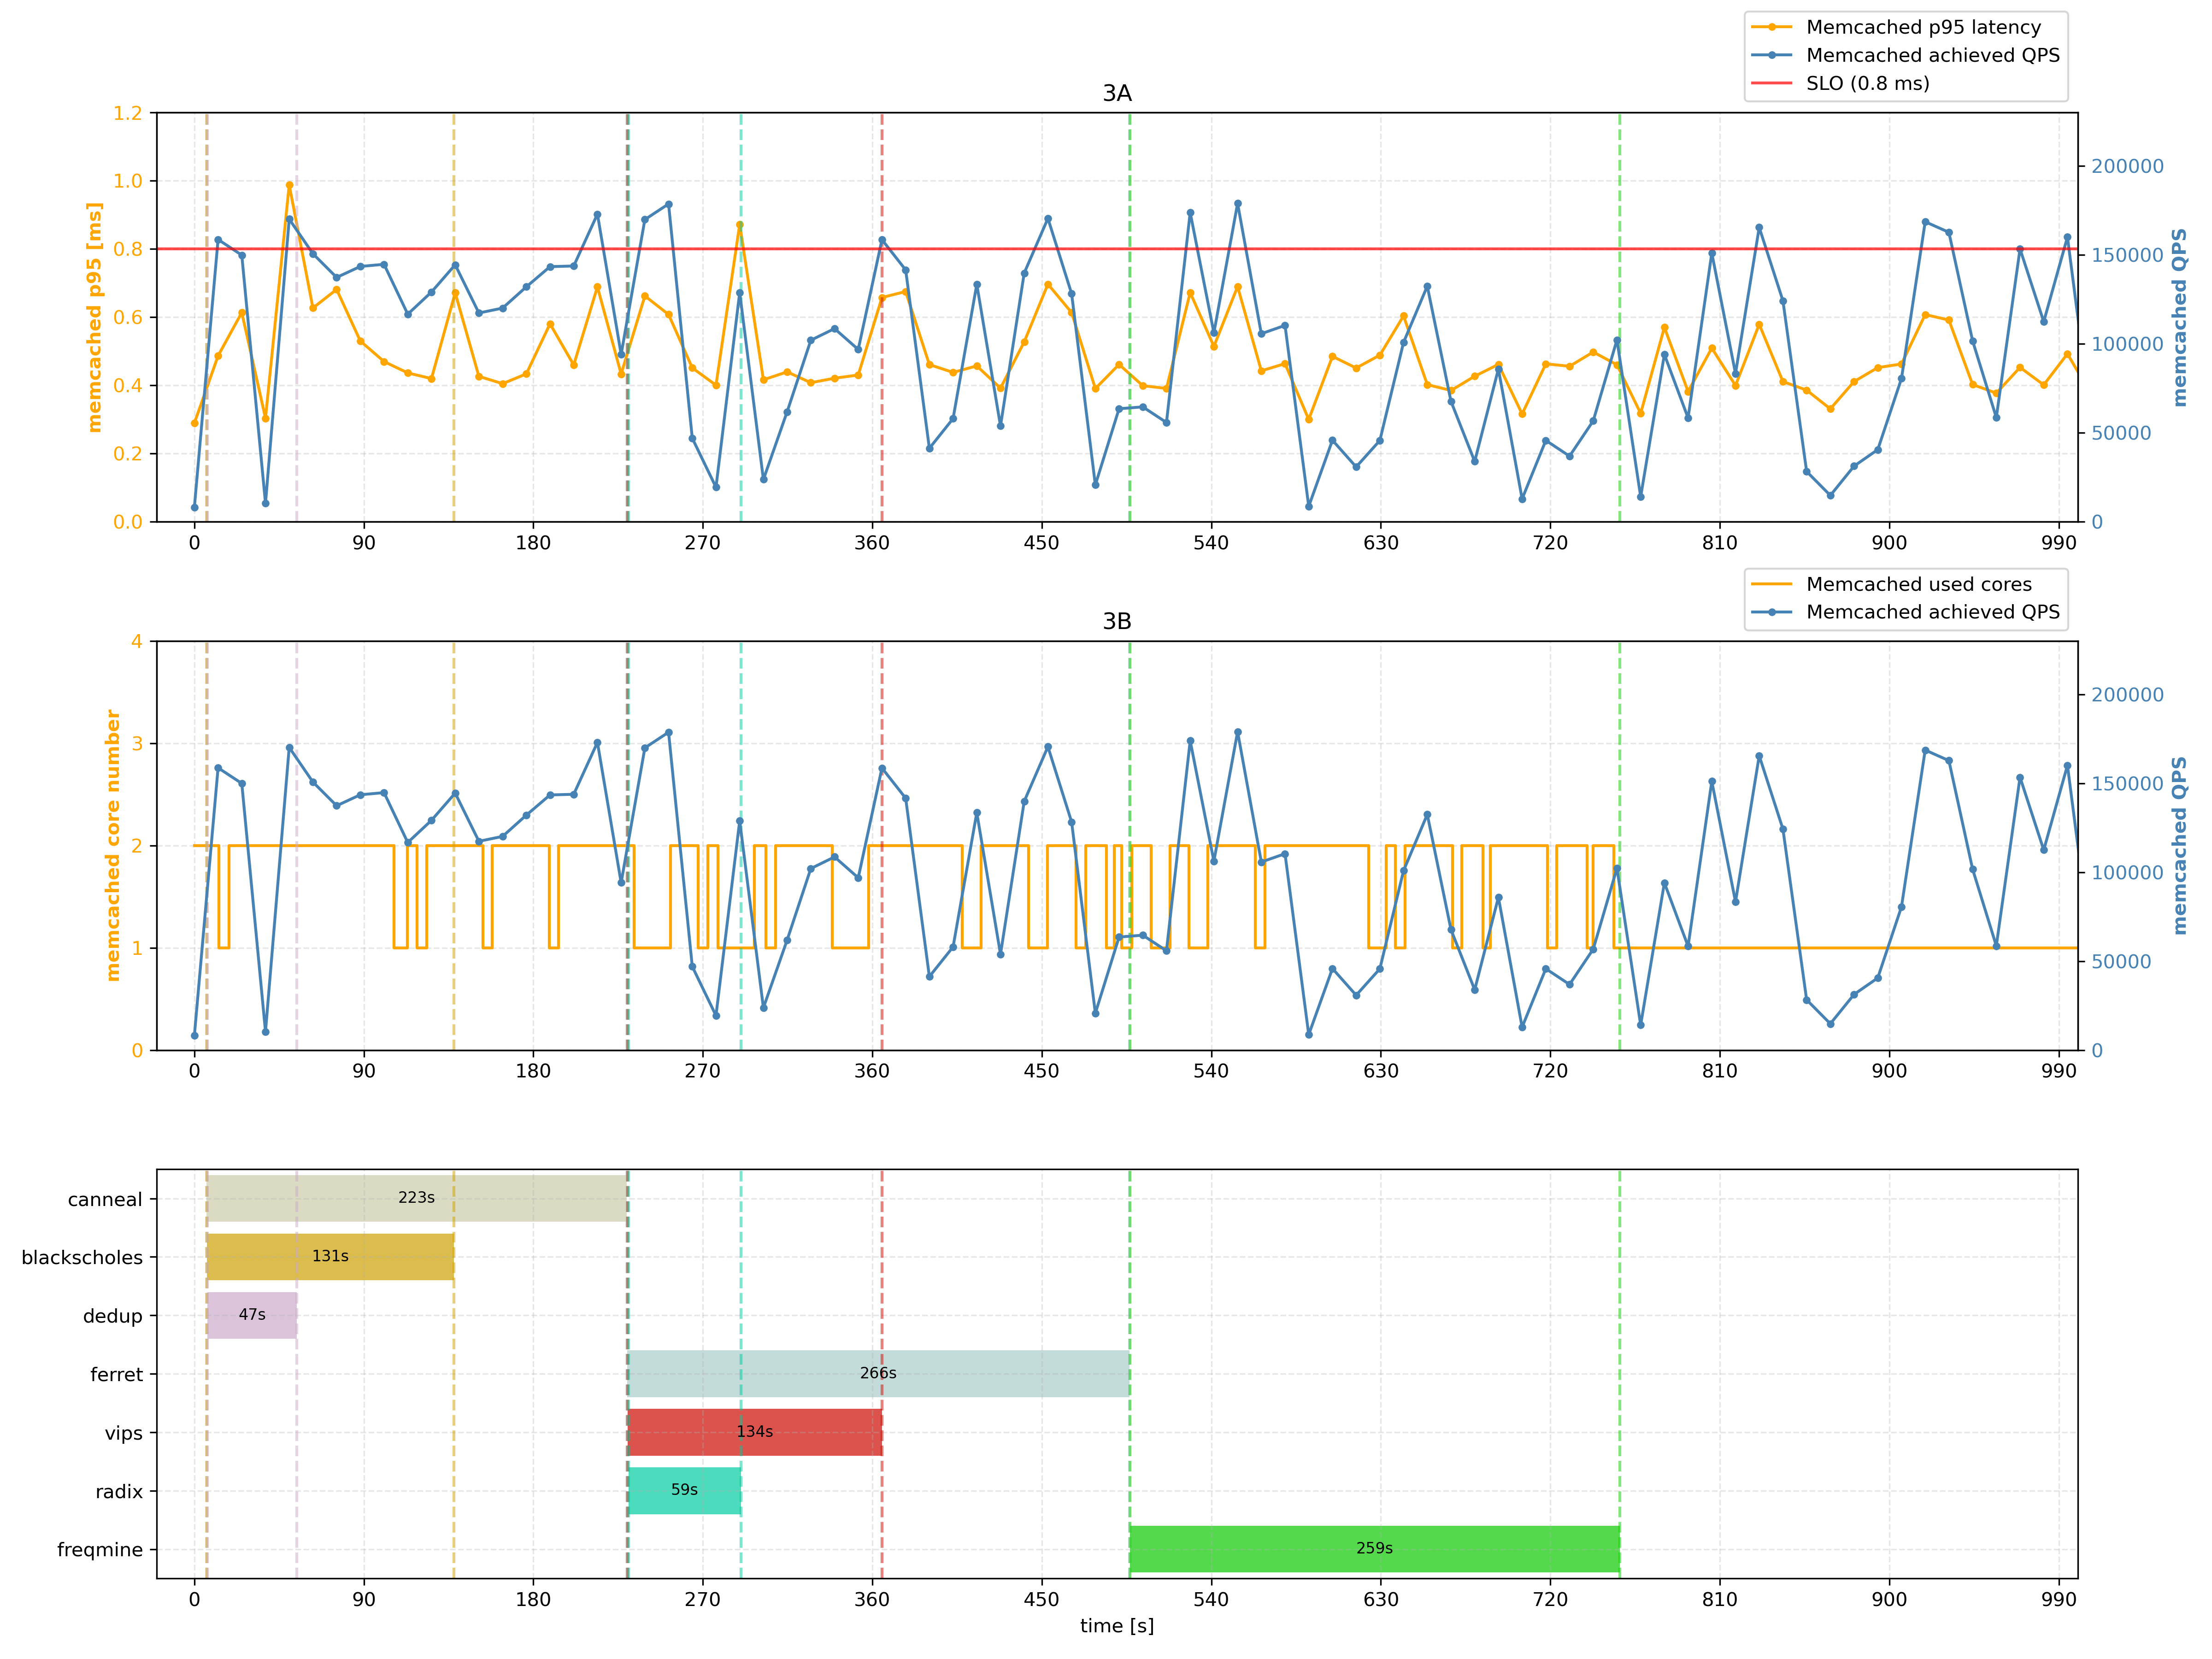 Memcached p95 latency
Memcached achieved QPS
SLO (0.8 ms)
3A
memcached p95 [ms]
1.2
1.0
0.8
0.6
0.4
0.2
0.0
200000
150000
100000
50000
0
memcached QPS
0 90 180 270 360 450 540 630 720 810 900 990
Memcached used cores
Memcached achieved QPS
3B
memcached core number
4
3
2
1
0
200000
150000
100000
50000
0
memcached QPS
0 90 180 270 360 450 540 630 720 810 900 990
canneal 223s
blackscholes 131s
dedup 47s
ferret 266s
vips 134s
radix 59s
freqmine 259s
0 90 180 270 360 450 540 630 720 810 900 990
time [s]